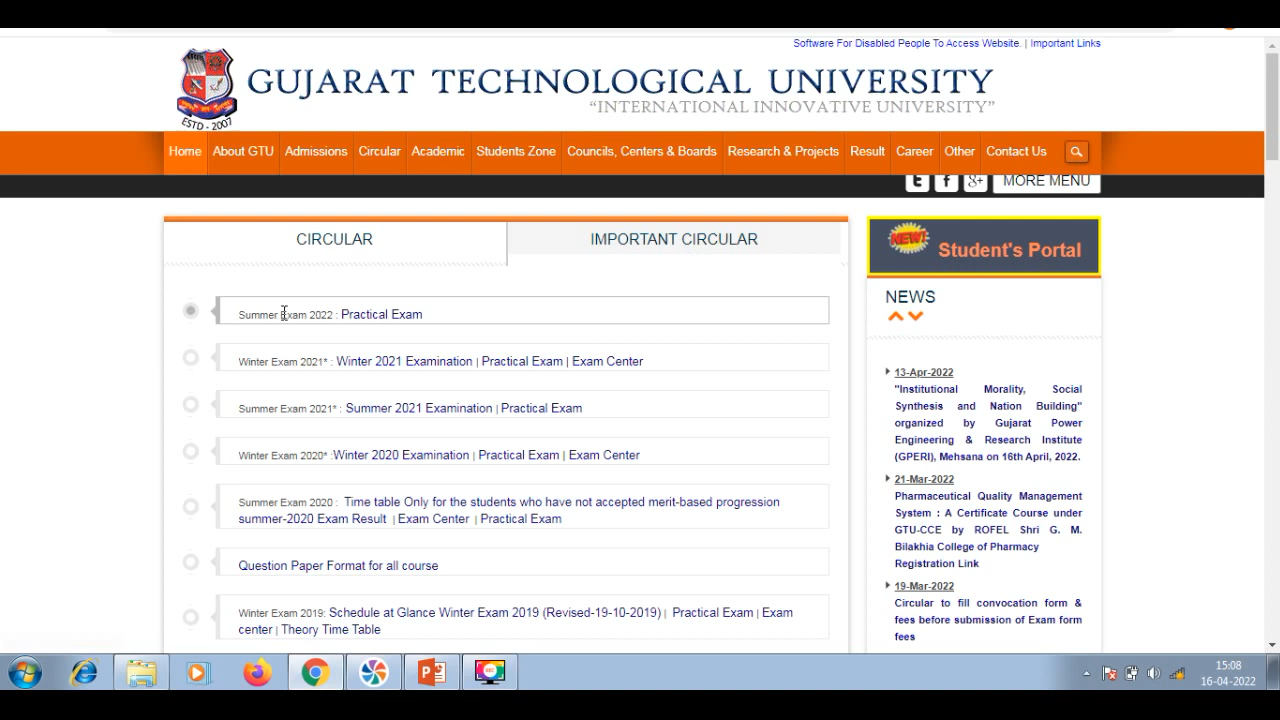 Software For Disabled People To Access Website. | Important Links
GUJARAT TECHNOLOGICAL UNIVERSITY
“INTERNATIONAL INNOVATIVE UNIVERSITY”
ESTD - 2007
Home About GTU Admissions Circular Academic Students Zone Councils, Centers & Boards Research & Projects Result Career Other Contact Us
MORE MENU
CIRCULAR
IMPORTANT CIRCULAR
Summer Exam 2022 : Practical Exam
Winter Exam 2021* : Winter 2021 Examination | Practical Exam | Exam Center
Summer Exam 2021* : Summer 2021 Examination | Practical Exam
Winter Exam 2020* :Winter 2020 Examination | Practical Exam | Exam Center
Summer Exam 2020 : Time table Only for the students who have not accepted merit-based progression
summer-2020 Exam Result | Exam Center | Practical Exam
Question Paper Format for all course
Winter Exam 2019: Schedule at Glance Winter Exam 2019 (Revised-19-10-2019) | Practical Exam | Exam
center | Theory Time Table
NEW!
Student's Portal
NEWS
13-Apr-2022
"Institutional Morality, Social
Synthesis and Nation Building"
organized by Gujarat Power
Engineering & Research Institute
(GPERI), Mehsana on 16th April, 2022.
21-Mar-2022
Pharmaceutical Quality Management
System : A Certificate Course under
GTU-CCE by ROFEL Shri G. M.
Bilakhia College of Pharmacy
Registration Link
19-Mar-2022
Circular to fill convocation form &
fees before submission of Exam form
fees
15:08
16-04-2022